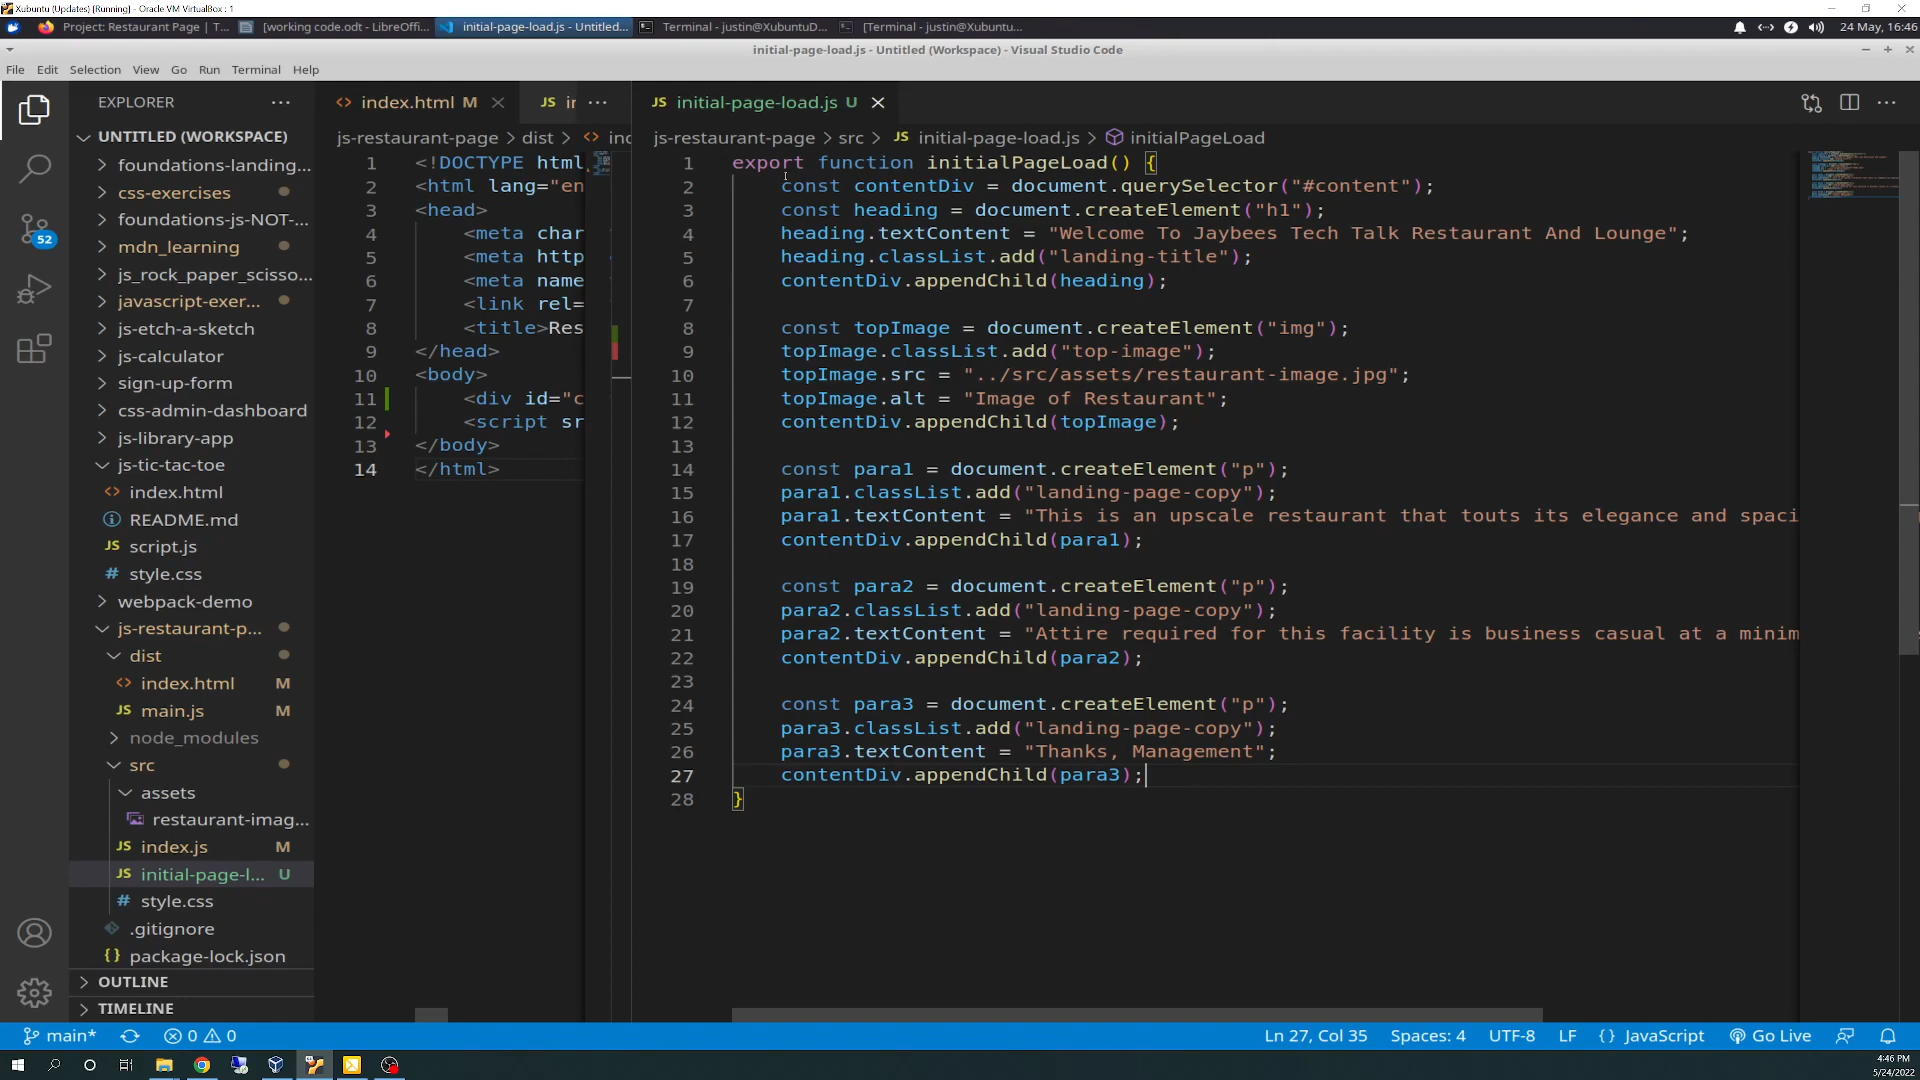 Xubuntu (Updates) [Running] - Oracle VM VirtualBox : 1
Project: Restaurant Page | T...
[working code.odt - LibreOffi...
initial-page-load.js - Untitled...
Terminal - justin@XubuntuD...
[Terminal - justin@Xubuntu...
24 May, 16:46
initial-page-load.js - Untitled (Workspace) - Visual Studio Code
File Edit Selection View Go Run Terminal Help
EXPLORER
UNTITLED (WORKSPACE)
foundations-landing...
css-exercises
foundations-js-NOT-...
mdn_learning
js_rock_paper_scisso...
javascript-exer...
js-etch-a-sketch
js-calculator
sign-up-form
css-admin-dashboard
js-library-app
js-tic-tac-toe
index.html
README.md
JS script.js
# style.css
webpack-demo
js-restaurant-p...
dist
index.html M
JS main.js M
node_modules
src
assets
restaurant-imag...
JS index.js M
JS initial-page-l... U
# style.css
.gitignore
{} package-lock.json
OUTLINE
TIMELINE
52
index.html M
JS ...
js-restaurant-page > dist >
1 <!DOCTYPE html
2 <html lang="en
3 <head>
4 <meta char
5 <meta http
6 <meta name
7 <link rel=
8 <title>Res
9 </head>
10 <body>
11 <div id="c
12 <script sr
13 </body>
14 </html>
JS initial-page-load.js U
js-restaurant-page > src > JS initial-page-load.js > initialPageLoad
1 export function initialPageLoad() {
2 const contentDiv = document.querySelector("#content");
3 const heading = document.createElement("h1");
4 heading.textContent = "Welcome To Jaybees Tech Talk Restaurant And Lounge";
5 heading.classList.add("landing-title");
6 contentDiv.appendChild(heading);
7
8 const topImage = document.createElement("img");
9 topImage.classList.add("top-image");
10 topImage.src = "../src/assets/restaurant-image.jpg";
11 topImage.alt = "Image of Restaurant";
12 contentDiv.appendChild(topImage);
13
14 const para1 = document.createElement("p");
15 para1.classList.add("landing-page-copy");
16 para1.textContent = "This is an upscale restaurant that touts its elegance and spaci
17 contentDiv.appendChild(para1);
18
19 const para2 = document.createElement("p");
20 para2.classList.add("landing-page-copy");
21 para2.textContent = "Attire required for this facility is business casual at a minim
22 contentDiv.appendChild(para2);
23
24 const para3 = document.createElement("p");
25 para3.classList.add("landing-page-copy");
26 para3.textContent = "Thanks, Management";
27 contentDiv.appendChild(para3);
28 }
main* 0 0
Ln 27, Col 35 Spaces: 4 UTF-8 LF {} JavaScript Go Live
4:46 PM
5/24/2022